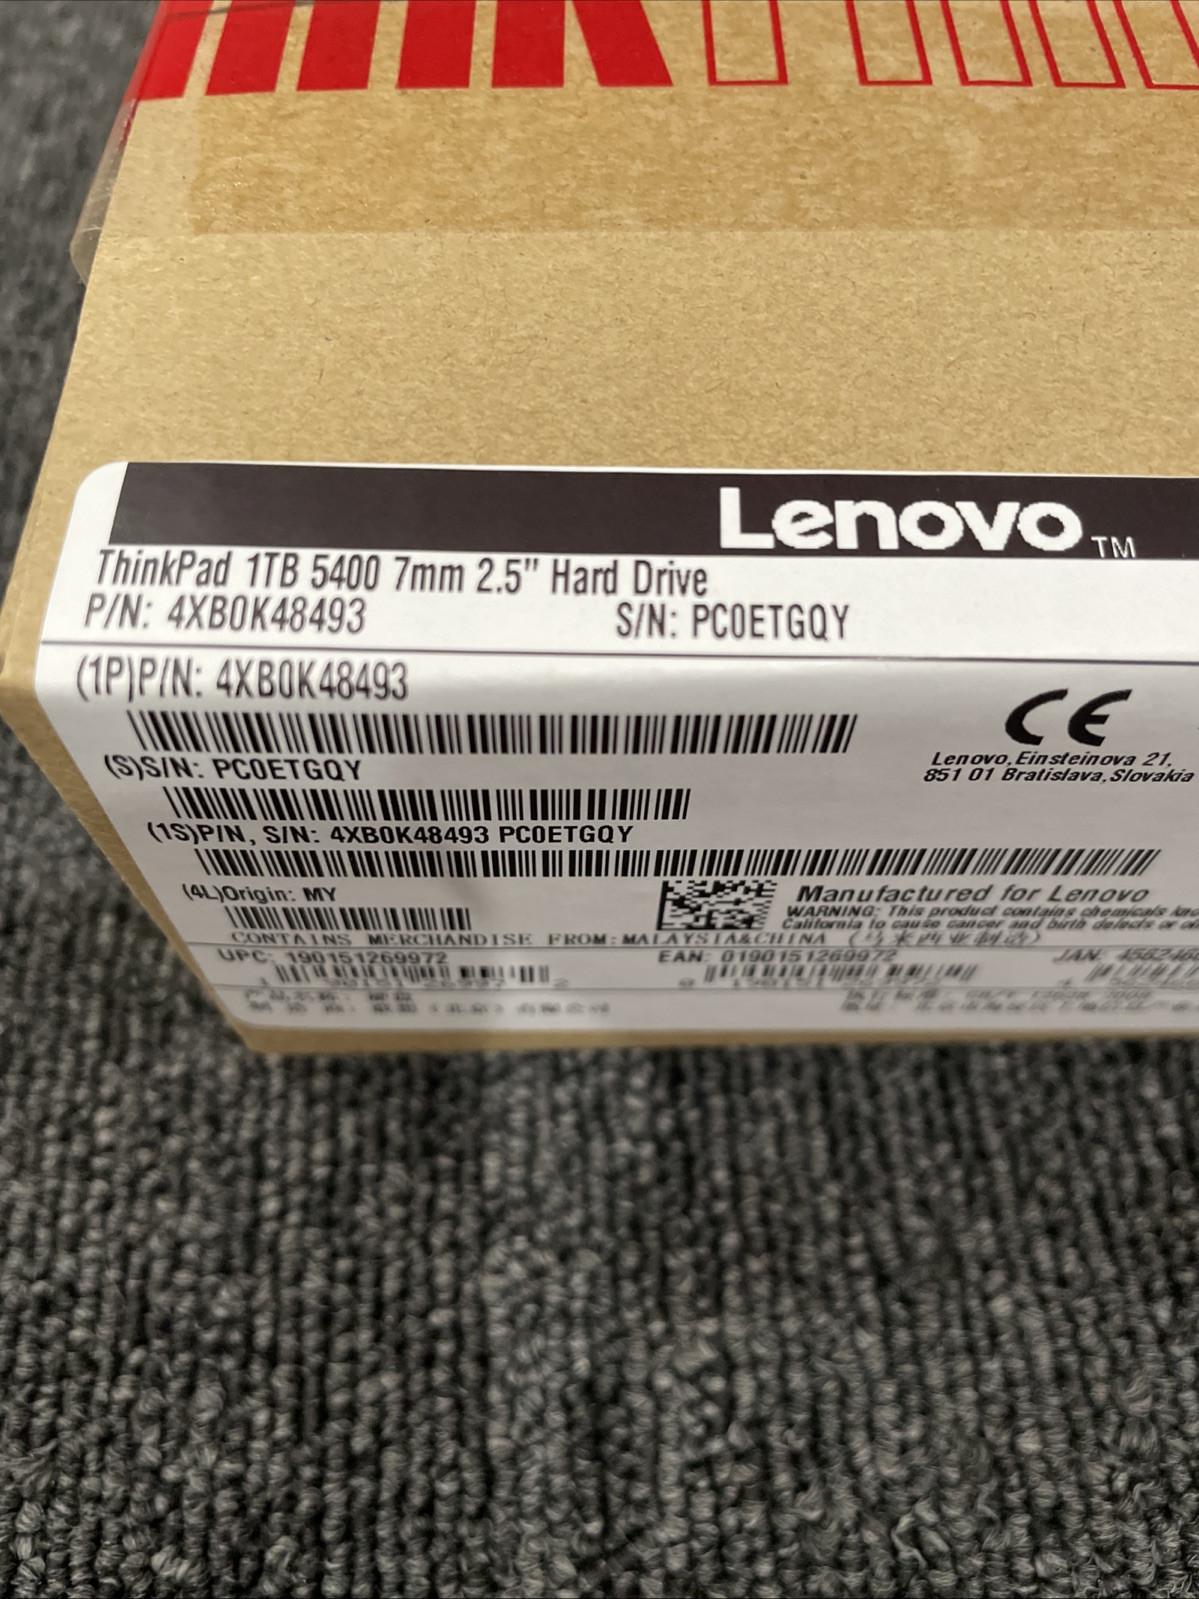 Lenovo™
ThinkPad 1TB 5400 7mm 2.5" Hard Drive
P/N: 4XB0K48493 S/N: PC0ETGQY
(1P)P/N: 4XB0K48493
CE
(S)S/N: PC0ETGQY
Lenovo, Einsteinova 21,
851 01 Bratislava, Slovakia
(1S)P/N, S/N: 4XB0K48493 PC0ETGQY
(4L)Origin: MY
Manufactured for Lenovo
WARNING: This product contains chemicals
California to cause cancer and birth defects or
CONTAINS MERCHANDISE FROM:MALAYSIA&CHINA
UPC: 190151269972 EAN: 0190151269972 JAN: